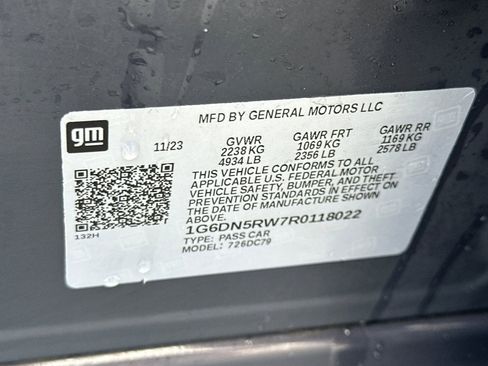 MFD BY GENERAL MOTORS LLC
gm
11/23 GVWR GAWR FRT GAWR RR
2238 KG 1069 KG 1169 KG
4934 LB 2356 LB 2578 LB
THIS VEHICLE CONFORMS TO ALL
APPLICABLE U.S. FEDERAL MOTOR
VEHICLE SAFETY, BUMPER, AND THEFT
PREVENTION STANDARDS IN EFFECT ON
THE DATE OF MANUFACTURE SHOWN
ABOVE.
1G6DN5RW7R0118022
132H
TYPE: PASS CAR
MODEL: 726DC79